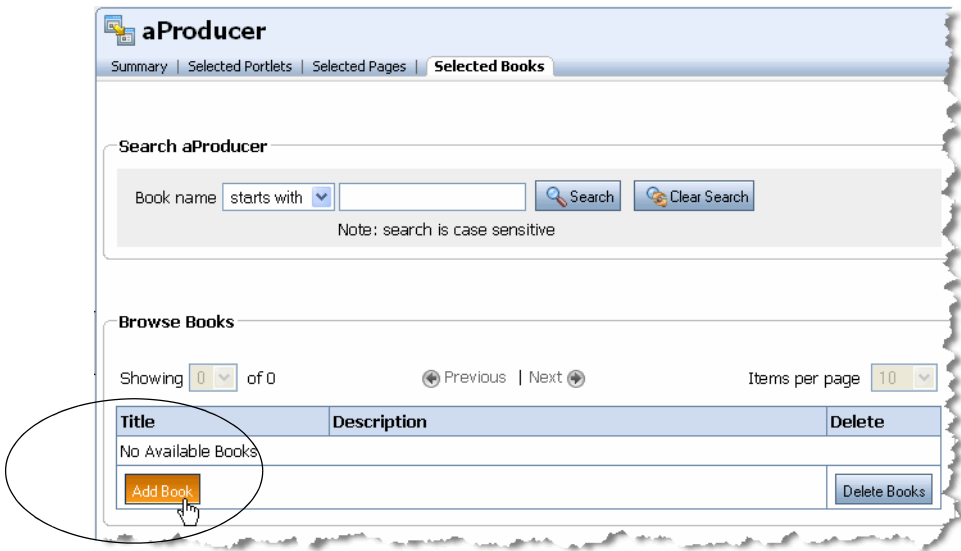 aProducer
Summary | Selected Portlets | Selected Pages | Selected Books
Search aProducer
Book name starts with Search Clear Search
Note: search is case sensitive
Browse Books
Showing 0 of 0 Previous | Next Items per page 10
Title Description Delete
No Available Books
Add Book Delete Books